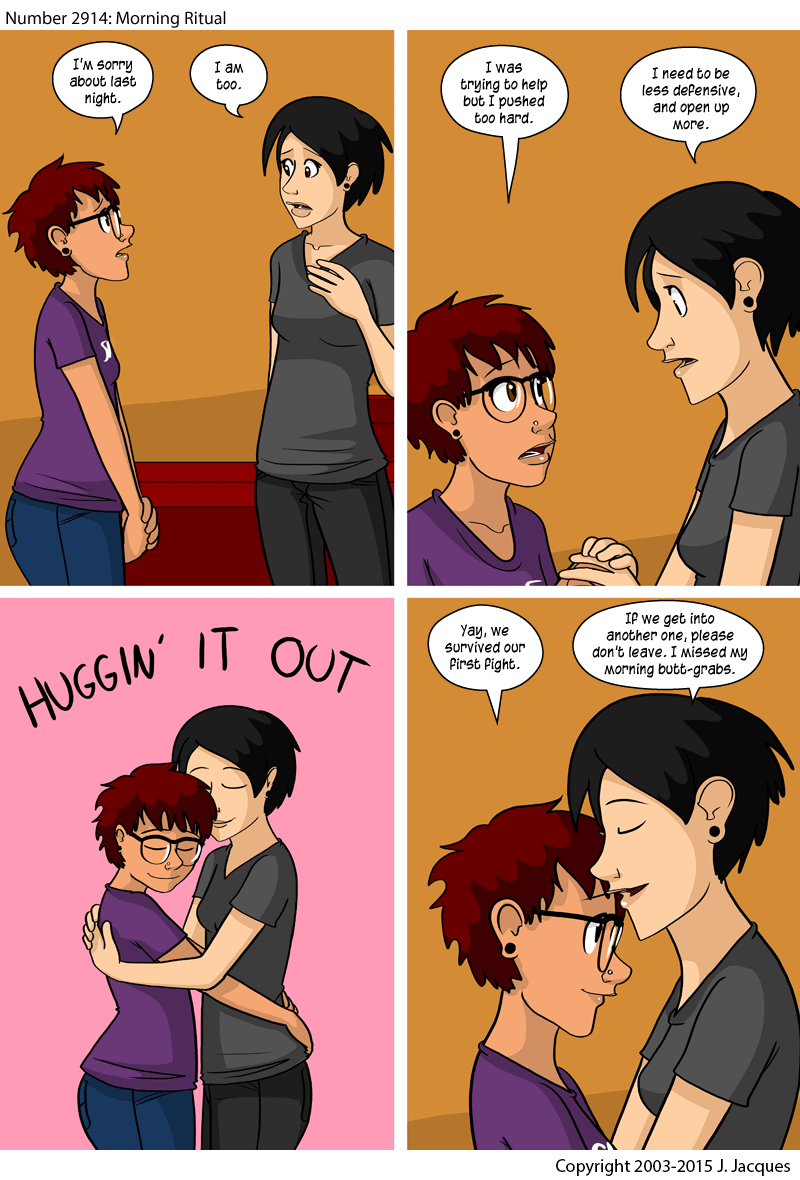 Number 2914: Morning Ritual
I'm sorry
about last
night.
I am
too.
I was
trying to help
but I pushed
too hard.
I need to be
less defensive,
and open up
more.
HUGGIN' IT OUT
Yay, we
survived our
first fight.
If we get into
another one, please
don't leave. I missed my
morning butt-grabs.
Copyright 2003-2015 J. Jacques